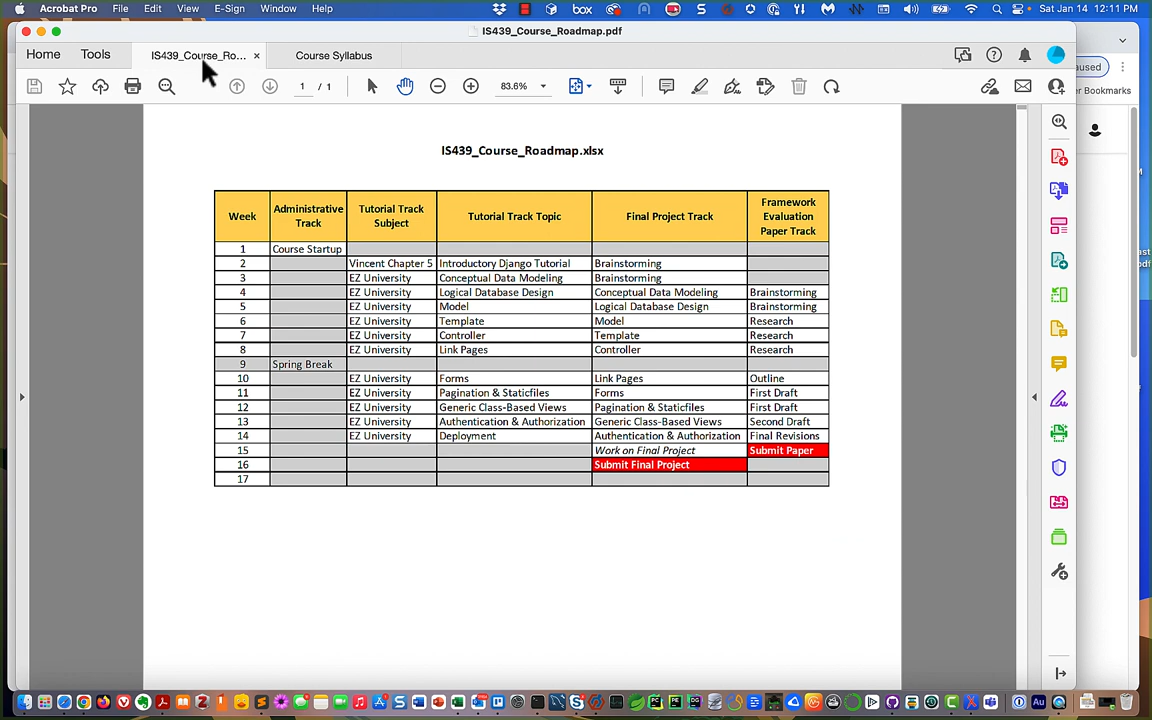 Acrobat Pro File Edit View E-Sign Window Help box Sat Jan 14 12:11 PM
IS439_Course_Roadmap.pdf
Home Tools IS439_Course_Ro... × Course Syllabus
1 / 1 83.6%
er Bookmarks
IS439_Course_Roadmap.xlsx
Week Administrative Track Tutorial Track Subject Tutorial Track Topic Final Project Track Framework Evaluation Paper Track
1 Course Startup
2 Vincent Chapter 5 Introductory Django Tutorial Brainstorming
3 EZ University Conceptual Data Modeling Brainstorming
4 EZ University Logical Database Design Conceptual Data Modeling Brainstorming
5 EZ University Model Logical Database Design Brainstorming
6 EZ University Template Model Research
7 EZ University Controller Template Research
8 EZ University Link Pages Controller Research
9 Spring Break
10 EZ University Forms Link Pages Outline
11 EZ University Pagination & Staticfiles Forms First Draft
12 EZ University Generic Class-Based Views Pagination & Staticfiles First Draft
13 EZ University Authentication & Authorization Generic Class-Based Views Second Draft
14 EZ University Deployment Authentication & Authorization Final Revisions
15 Work on Final Project Submit Paper
16 Submit Final Project
17